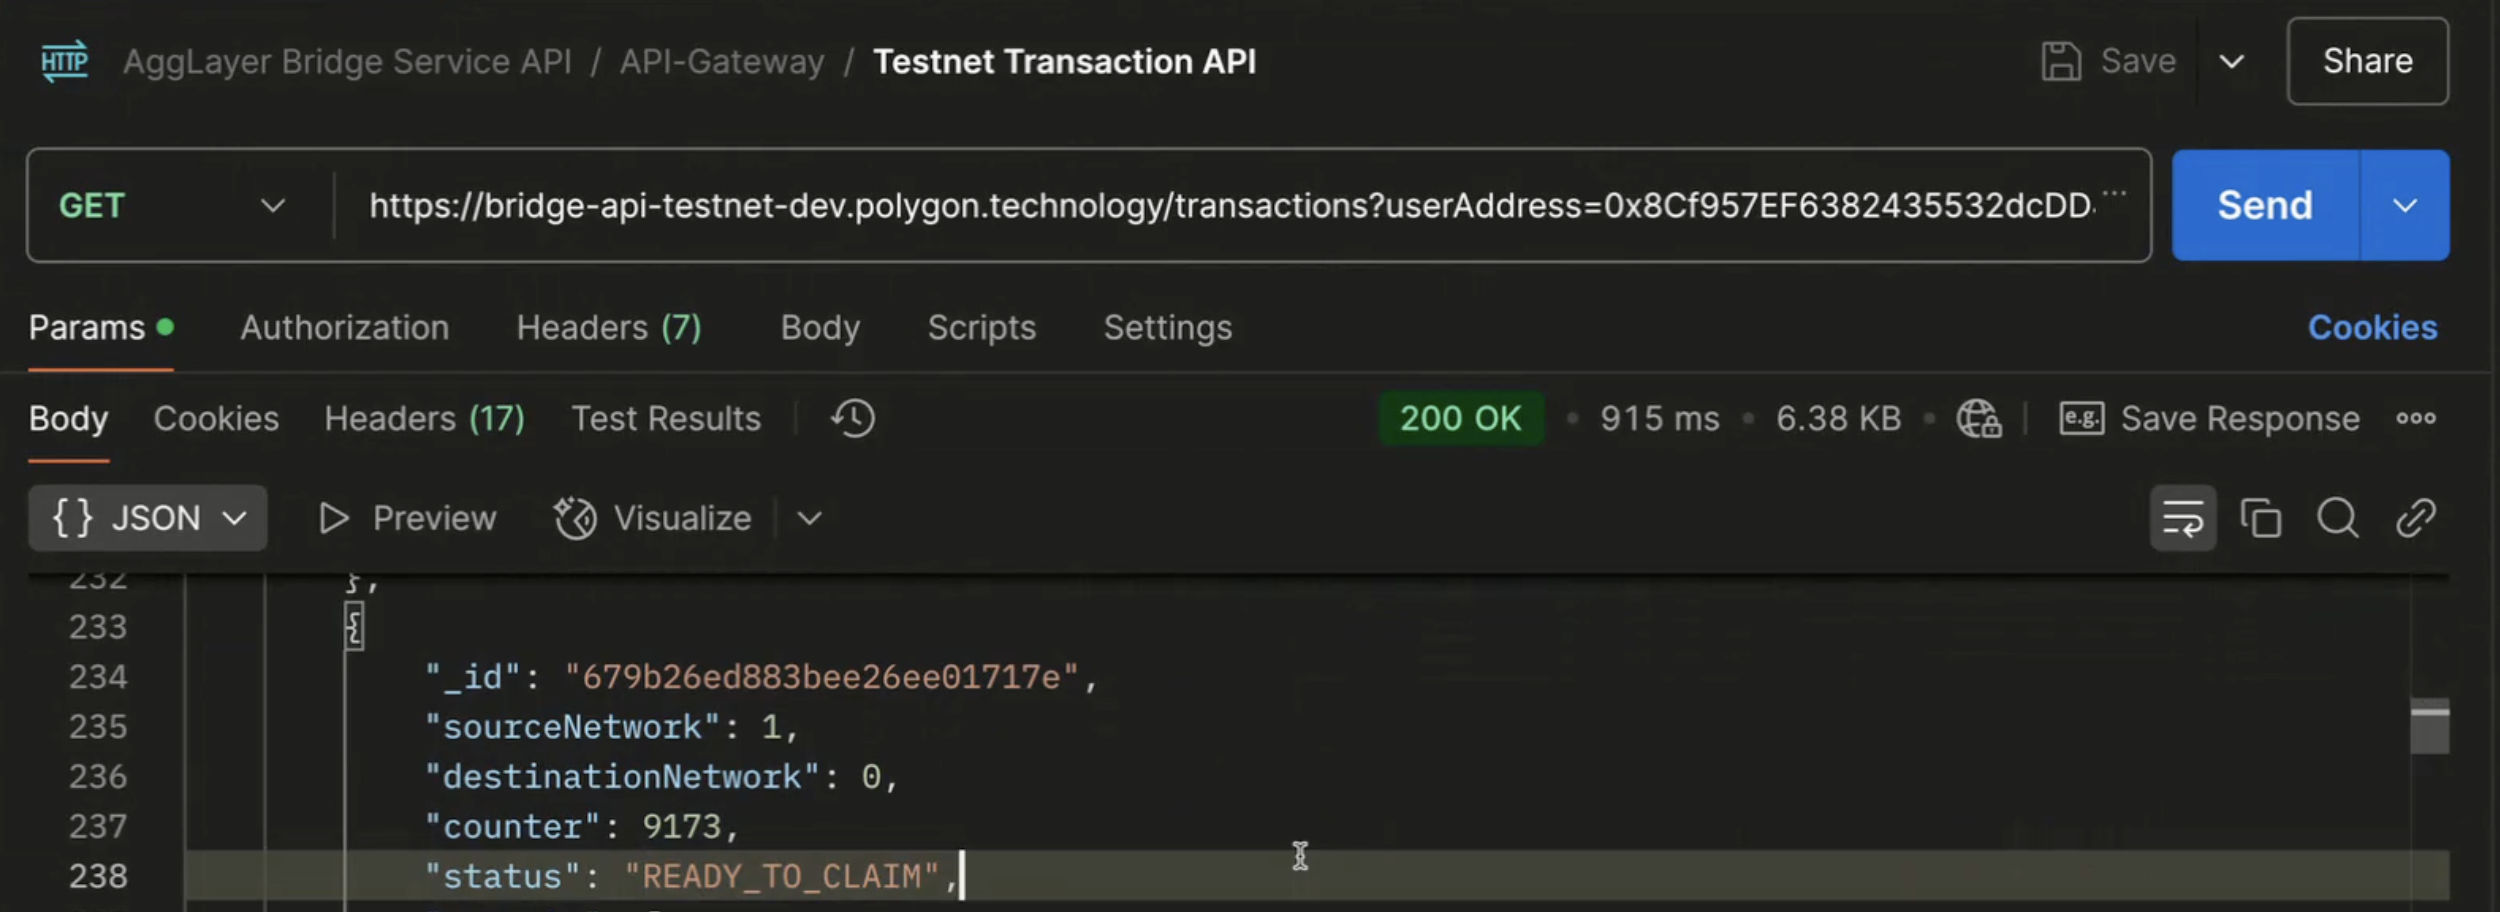 HTTP AggLayer Bridge Service API / API-Gateway / Testnet Transaction API Save Share
GET https://bridge-api-testnet-dev.polygon.technology/transactions?userAddress=0x8Cf957EF6382435532dcDD... Send
Params Authorization Headers (7) Body Scripts Settings Cookies
Body Cookies Headers (17) Test Results 200 OK • 915 ms • 6.38 KB • e.g. Save Response
{} JSON Preview Visualize
232 },
233 {
234 "_id": "679b26ed883bee26ee01717e",
235 "sourceNetwork": 1,
236 "destinationNetwork": 0,
237 "counter": 9173,
238 "status": "READY_TO_CLAIM",